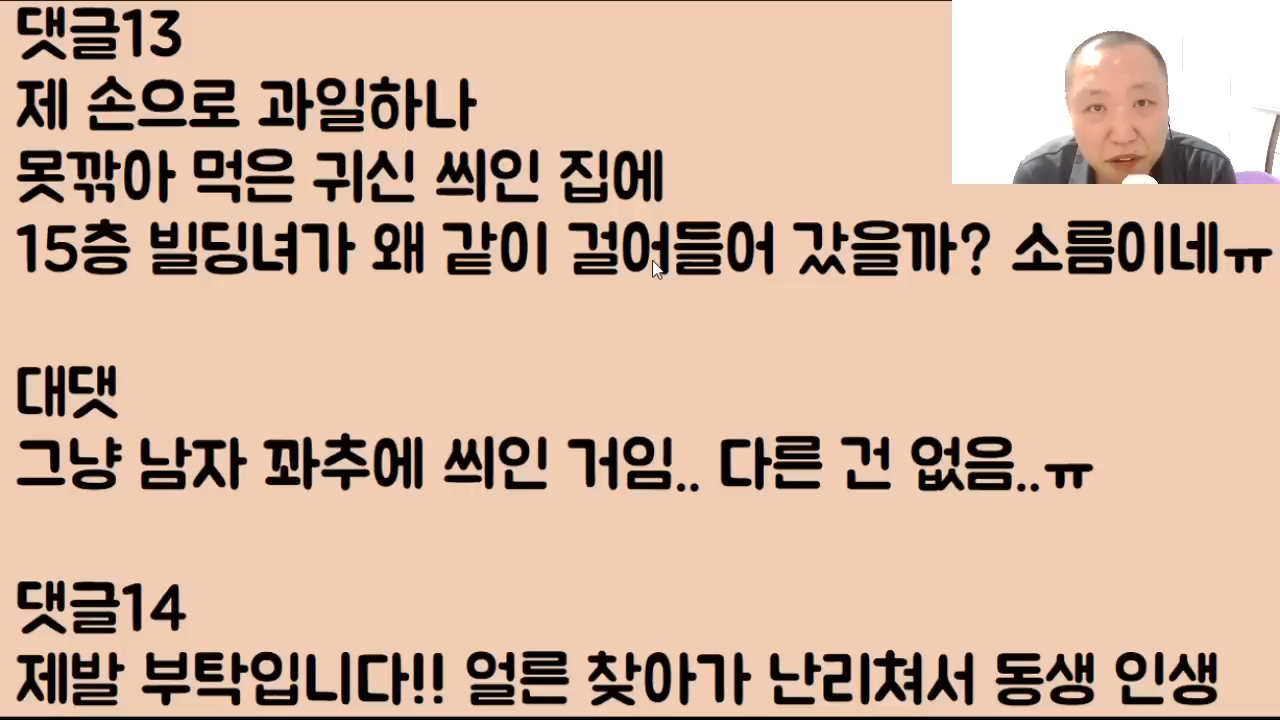 댓글13
제 손으로 과일하나
못깎아 먹은 귀신 씌인 집에
15층 빌딩녀가 왜 같이 걸어들어 갔을까? 소름이네ㅠ
대댓
그냥 남자 꽈추에 씌인 거임.. 다른 건 없음..ㅠ
댓글14
제발 부탁입니다!! 얼른 찾아가 난리쳐서 동생 인생